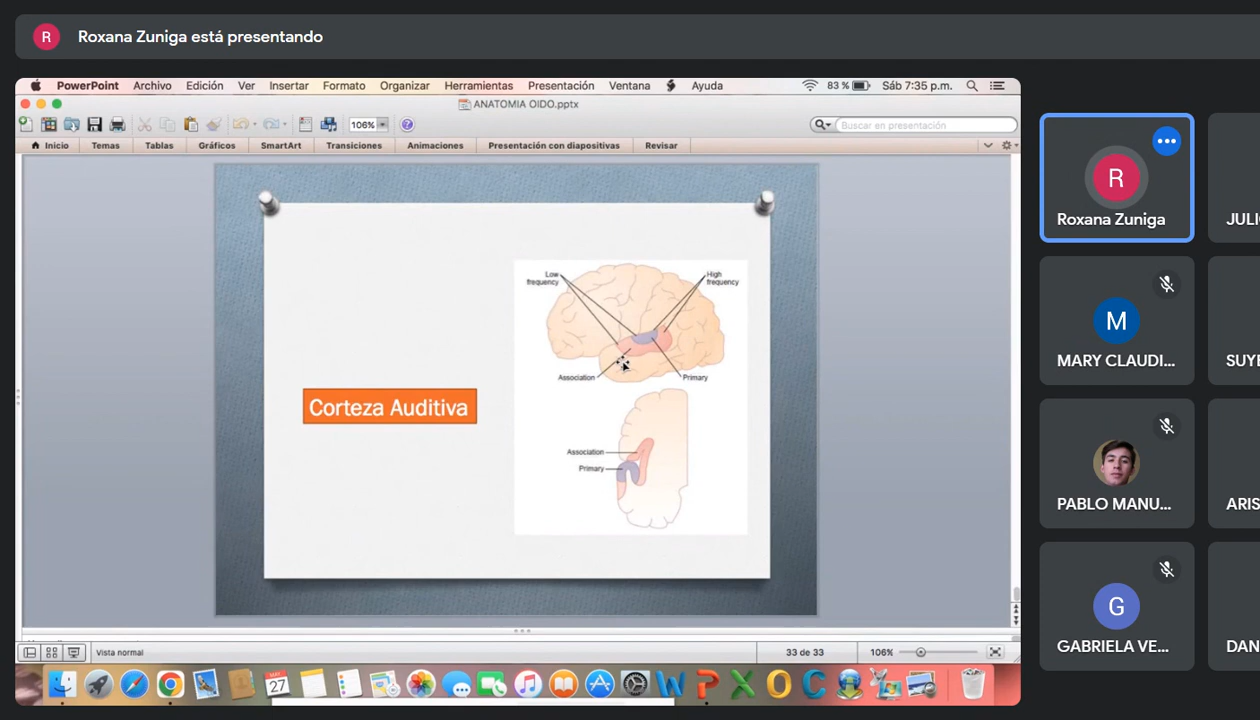 R Roxana Zuniga está presentando
PowerPoint Archivo Edición Ver Insertar Formato Organizar Herramientas Presentación Ventana Ayuda 83 % Sáb 7:35 p.m.
ANATOMIA OIDO.pptx
106% Buscar en presentación
Inicio Temas Tablas Gráficos SmartArt Transiciones Animaciones Presentación con diapositivas Revisar
Low frequency
High frequency
Association
Primary
Corteza Auditiva
Association
Primary
Vista normal 33 de 33 106%
27
R
Roxana Zuniga
JULI
M
MARY CLAUDI...
SUY
PABLO MANU...
ARIS
G
GABRIELA VE...
DAN